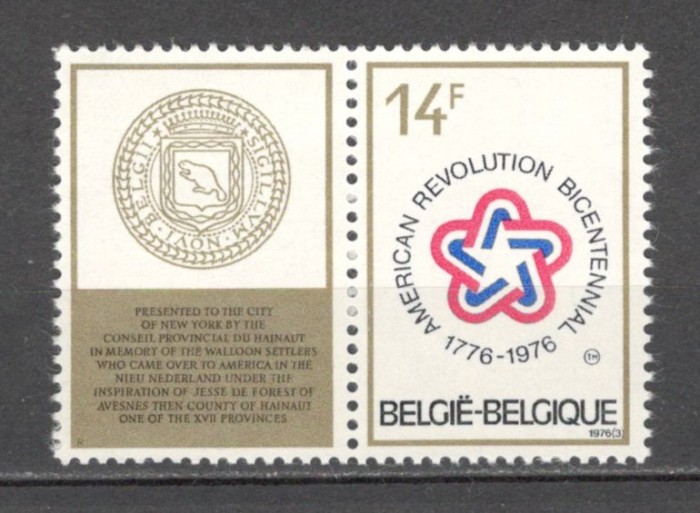 SIGILLVM · NOVI · BELGII
PRESENTED TO THE CITY
OF NEW YORK BY THE
CONSEIL PROVINCIAL DU HAINAUT
IN MEMORY OF THE WALLOON SETTLERS
WHO CAME OVER TO AMERICA IN THE
NIEU NEDERLAND UNDER THE
INSPIRATION OF JESSE DE FOREST OF
AVESNES THEN COUNTY OF HAINAUT
ONE OF THE XVII PROVINCES
R
14F
AMERICAN REVOLUTION BICENTENNIAL
1776-1976
BELGIË-BELGIQUE
1976(3)